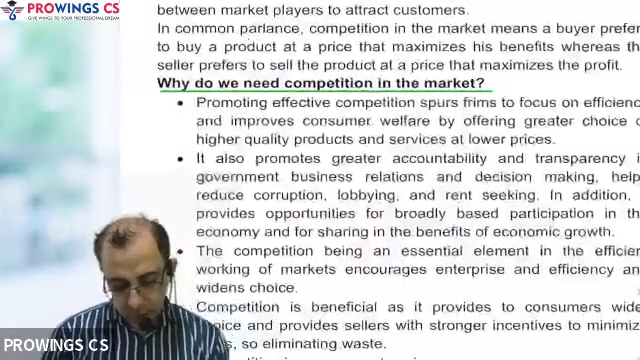 PROWINGS CS
GIVE WINGS TO YOUR PROFESSIONAL DREAM
between market players to attract customers.
In common parlance, competition in the market means a buyer prefer
to buy a product at a price that maximizes his benefits whereas th
seller prefers to sell the product at a price that maximizes the profit.
Why do we need competition in the market?
• Promoting effective competition spurs frims to focus on efficienc
and improves consumer welfare by offering greater choice o
higher quality products and services at lower prices.
• It also promotes greater accountability and transparency i
government business relations and decision making, help
reduce corruption, lobbying, and rent seeking. In addition,
provides opportunities for broadly based participation in th
economy and for sharing in the benefits of economic growth.
• The competition being an essential element in the efficien
working of markets encourages enterprise and efficiency an
widens choice.
Competition is beneficial as it provides to consumers wide
oice and provides sellers with stronger incentives to minimiz
s, so eliminating waste.
PROWINGS CS